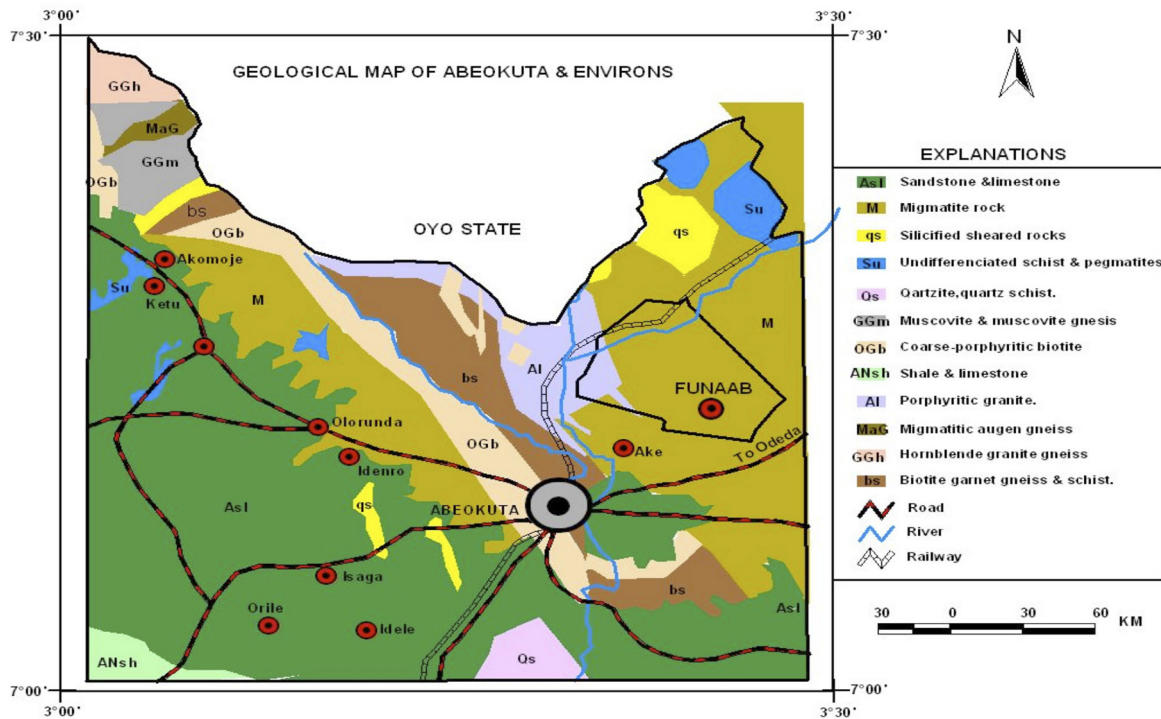 3°00'
3°30'
7°30'
7°30'
N
GEOLOGICAL MAP OF ABEOKUTA & ENVIRONS
GGh
MaG
GGm
OGb
bs
OGb
OYO STATE
Su
qs
Akomoje
Su
Ketu
M
M
Al
bs
FUNAAB
Olorunda
OGb
Ake
To Odeda
Idenro
Asl
qs
ABEOKUTA
Isaga
bs
Orile
Idele
Asl
ANsh
Qs
7°00'
7°00'
3°00'
3°30'
EXPLANATIONS
Asl Sandstone &limestone
M Migmatite rock
qs Silicified sheared rocks
Su Undifferenciated schist & pegmatites
Qs Qartzite,quartz schist.
GGm Muscovite & muscovite gnesis
OGb Coarse-porphyritic biotite
ANsh Shale & limestone
Al Porphyritic granite.
MaG Migmatitic augen gneiss
GGh Hornblende granite gneiss
bs Biotite garnet gneiss & schist.
Road
River
Railway
30 0 30 60
KM